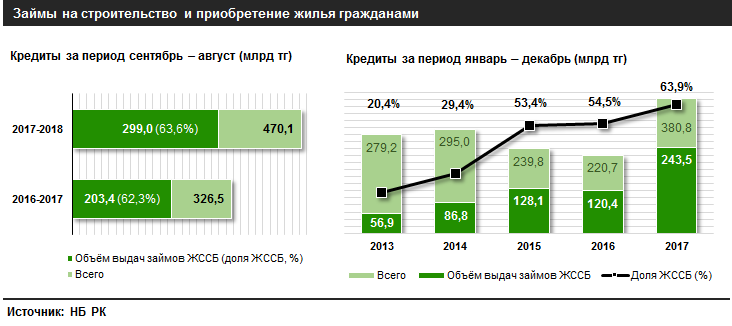 Займы на строительство и приобретение жилья гражданами
Кредиты за период сентябрь – август (млрд тг)
2017-2018
299,0 (63,6%)
470,1
2016-2017
203,4 (62,3%)
326,5
Объём выдач займов ЖССБ (доля ЖССБ, %)
Всего
Кредиты за период январь – декабрь (млрд тг)
20,4% 29,4% 53,4% 54,5% 63,9%
279,2 295,0 239,8 220,7 380,8
56,9 86,8 128,1 120,4 243,5
2013 2014 2015 2016 2017
Всего Объём выдач займов ЖССБ Доля ЖССБ (%)
Источник: НБ РК